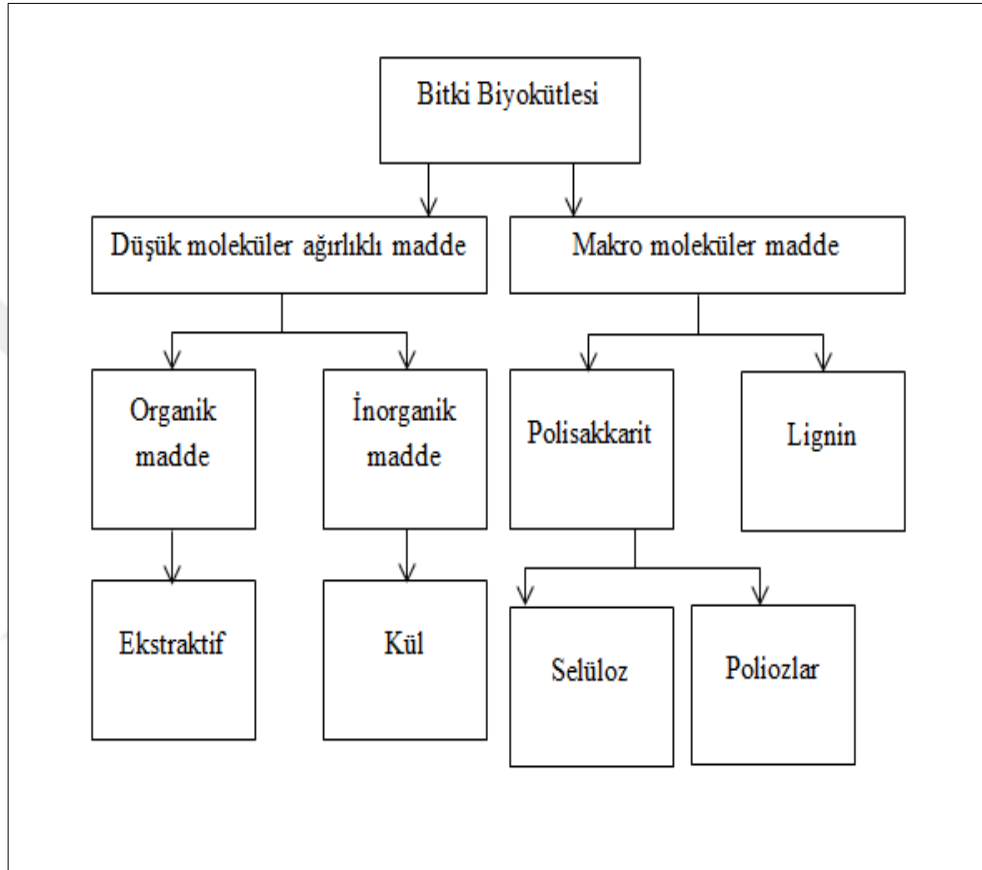 Bitki Biyokütlesi
Düşük moleküler ağırlıklı madde
Makro moleküler madde
Organik
madde
İnorganik
madde
Polisakkarit
Lignin
Ekstraktif
Kül
Selüloz
Poliozlar